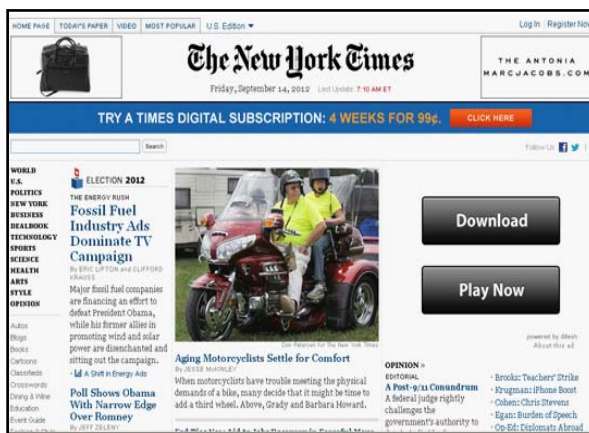 HOME PAGE TODAY'S PAPER VIDEO MOST POPULAR U.S. Edition
Log In Register Now
The New York Times
Friday, September 14, 2012 Last Update: 7:10 AM ET
THE ANTONIA
MARCJACOBS.COM
TRY A TIMES DIGITAL SUBSCRIPTION: 4 WEEKS FOR 99¢. CLICK HERE
Search
Follow Us
WORLD
U.S.
POLITICS
NEW YORK
BUSINESS
DEALBOOK
TECHNOLOGY
SPORTS
SCIENCE
HEALTH
ARTS
STYLE
OPINION
Autos
Blogs
Books
Cartoons
Classifieds
Crosswords
Dining & Wine
Education
Event Guide
ELECTION 2012
THE ENERGY RUSH
Fossil Fuel
Industry Ads
Dominate TV
Campaign
By ERIC LIPTON and CLIFFORD
KRAUSS
Major fossil fuel companies
are financing an effort to
defeat President Obama,
while his former allies in
promoting wind and solar
power are disenchanted and
sitting out the campaign.
A Shift in Energy Ads
Poll Shows Obama
With Narrow Edge
Over Romney
By JEFF ZELENY
Don Petersen for The New York Times
Aging Motorcyclists Settle for Comfort
By JESSE McKINLEY
When motorcyclists have trouble meeting the physical
demands of a bike, many decide that it might be time to
add a third wheel. Above, Grady and Barbara Howard.
Download
Play Now
About this ad
OPINION »
EDITORIAL
A Post-9/11 Conundrum
A federal judge rightly
challenges the
government's authority to
Brooks: Teachers' Strike
Krugman: iPhone Boost
Cohen: Chris Stevens
Egan: Burden of Speech
Op-Ed: Diplomats Abroad